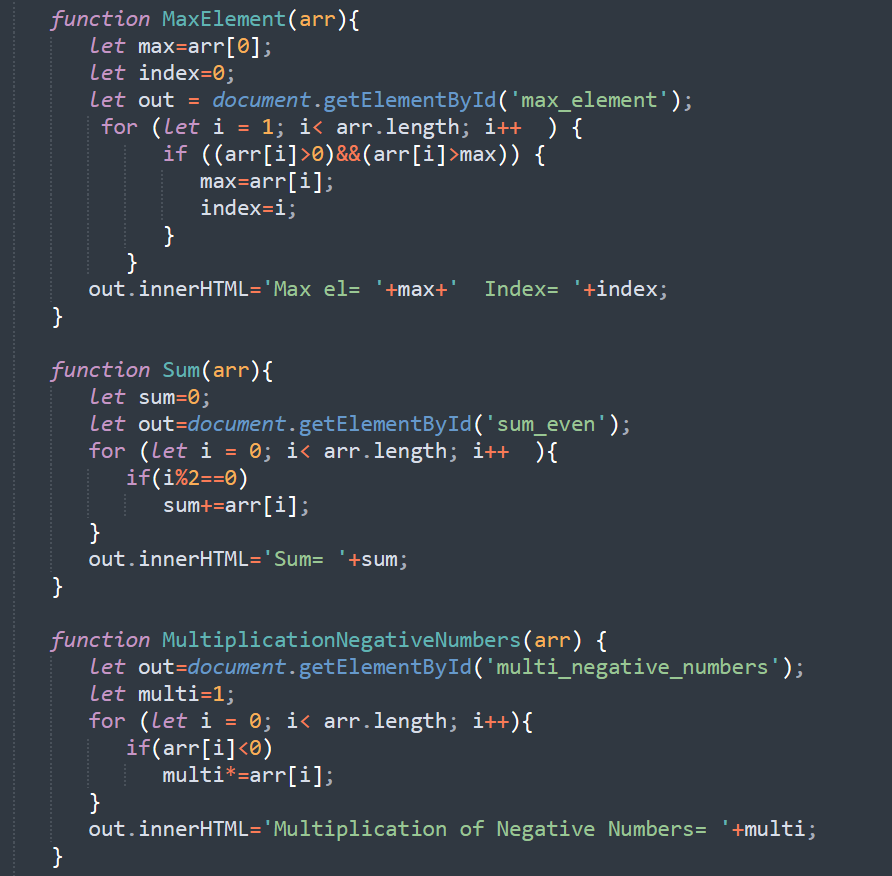 function MaxElement(arr){
let max=arr[0];
let index=0;
let out = document.getElementById('max_element');
for (let i = 1; i< arr.length; i++  ) {
if ((arr[i]>0)&&(arr[i]>max)) {
max=arr[i];
index=i;
}
}
out.innerHTML='Max el= '+max+'  Index= '+index;
}
function Sum(arr){
let sum=0;
let out=document.getElementById('sum_even');
for (let i = 0; i< arr.length; i++  ){
if(i%2==0)
sum+=arr[i];
}
out.innerHTML='Sum= '+sum;
}
function MultiplicationNegativeNumbers(arr) {
let out=document.getElementById('multi_negative_numbers');
let multi=1;
for (let i = 0; i< arr.length; i++){
if(arr[i]<0)
multi*=arr[i];
}
out.innerHTML='Multiplication of Negative Numbers= '+multi;
}